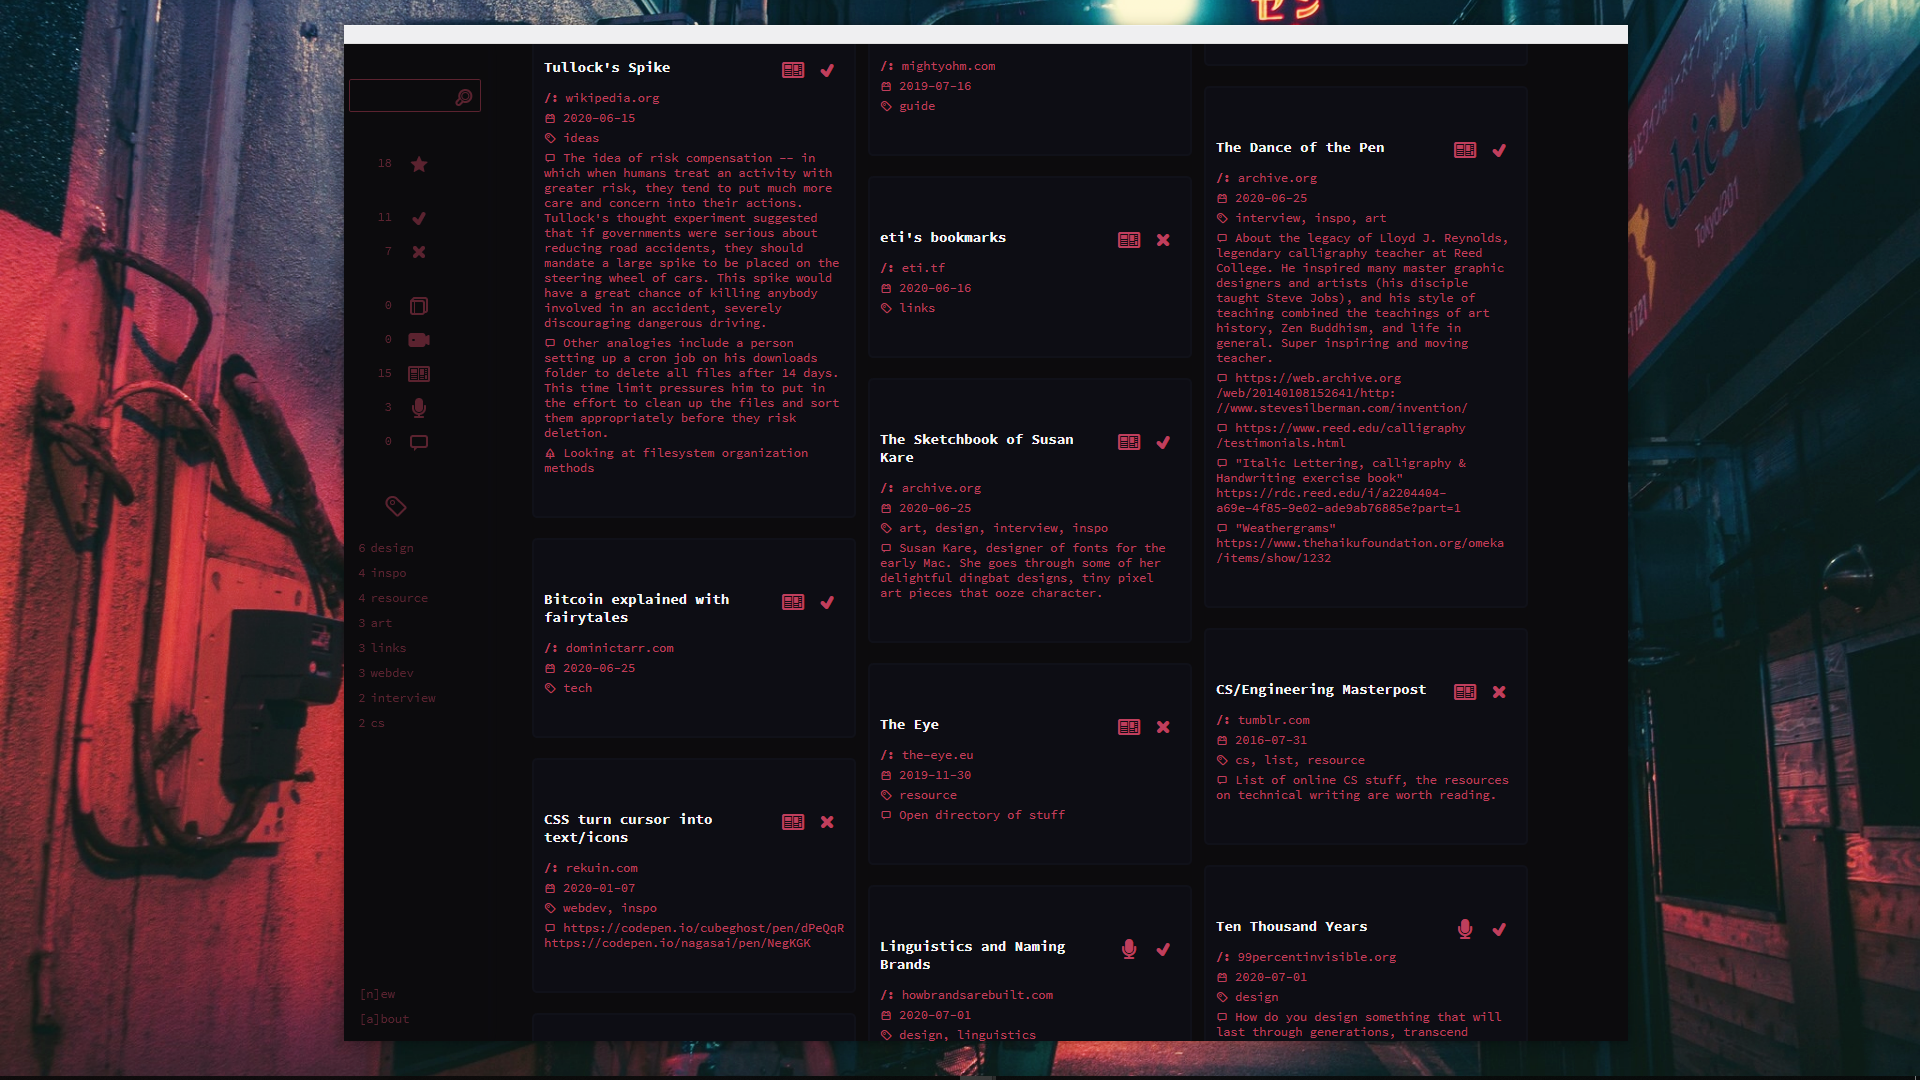 セン
18
11
7
0
0
15
3
0
6 design
4 inspo
4 resource
3 art
3 links
3 webdev
2 interview
2 cs
[n]ew
[a]bout
Tullock's Spike
/: wikipedia.org
2020-06-15
ideas
The idea of risk compensation -- in
which when humans treat an activity with
greater risk, they tend to put much more
care and concern into their actions.
Tullock's thought experiment suggested
that if governments were serious about
reducing road accidents, they should
mandate a large spike to be placed on the
steering wheel of cars. This spike would
have a great chance of killing anybody
involved in an accident, severely
discouraging dangerous driving.
Other analogies include a person
setting up a cron job on his downloads
folder to delete all files after 14 days.
This time limit pressures him to put in
the effort to clean up the files and sort
them appropriately before they risk
deletion.
Looking at filesystem organization
methods
Bitcoin explained with
fairytales
/: dominictarr.com
2020-06-25
tech
CSS turn cursor into
text/icons
/: rekuin.com
2020-01-07
webdev, inspo
https://codepen.io/cubeghost/pen/dPeQqR
https://codepen.io/nagasai/pen/NegKGK
/: mightyohm.com
2019-07-16
guide
eti's bookmarks
/: eti.tf
2020-06-16
links
The Sketchbook of Susan
Kare
/: archive.org
2020-06-25
art, design, interview, inspo
Susan Kare, designer of fonts for the
early Mac. She goes through some of her
delightful dingbat designs, tiny pixel
art pieces that ooze character.
The Eye
/: the-eye.eu
2019-11-30
resource
Open directory of stuff
Linguistics and Naming
Brands
/: howbrandsarebuilt.com
2020-07-01
design, linguistics
The Dance of the Pen
/: archive.org
2020-06-25
interview, inspo, art
About the legacy of Lloyd J. Reynolds,
legendary calligraphy teacher at Reed
College. He inspired many master graphic
designers and artists (his disciple
taught Steve Jobs), and his style of
teaching combined the teachings of art
history, Zen Buddhism, and life in
general. Super inspiring and moving
teacher.
https://web.archive.org
/web/20140108152641/http:
//www.stevesilberman.com/invention/
https://www.reed.edu/calligraphy
/testimonials.html
"Italic Lettering, calligraphy &
Handwriting exercise book"
https://rdc.reed.edu/i/a2204404-
a69e-4f85-9e02-ade9ab76885e?part=1
"Weathergrams"
https://www.thehaikufoundation.org/omeka
/items/show/1232
CS/Engineering Masterpost
/: tumblr.com
2016-07-31
cs, list, resource
List of online CS stuff, the resources
on technical writing are worth reading.
Ten Thousand Years
/: 99percentinvisible.org
2020-07-01
design
How do you design something that will
last through generations, transcend
Tokyo/201